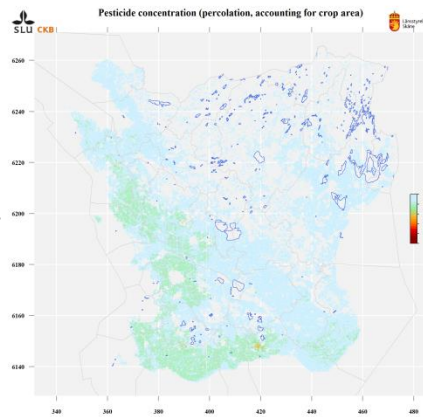 SLU CKB
Pesticide concentration (percolation, accounting for crop area)
Länsstyrelsen
Skåne
6260
6240
6220
6200
6180
6160
6140
340 360 380 400 420 440 460 480